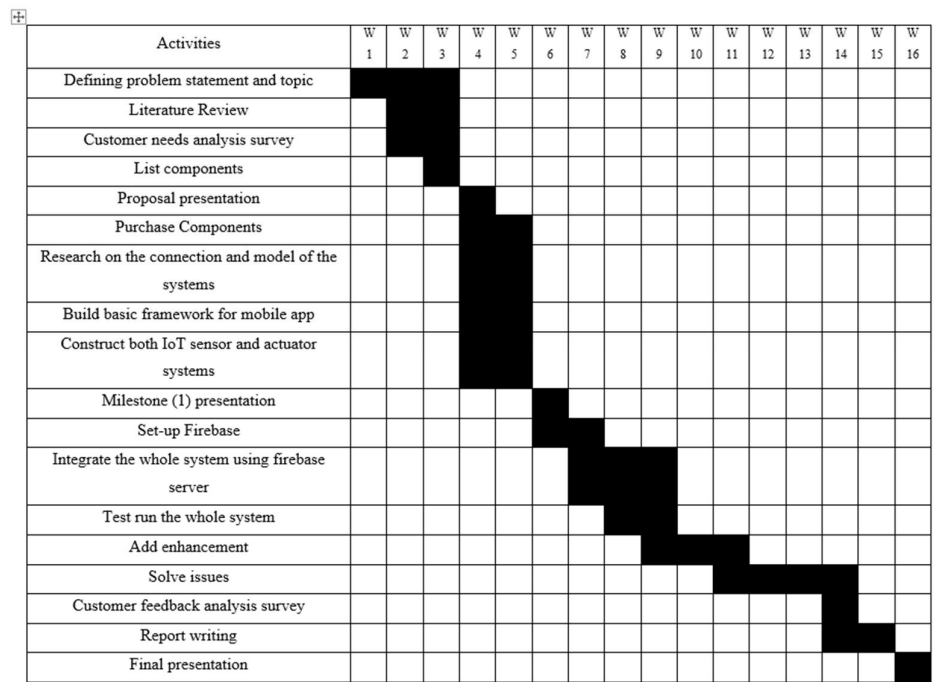 Activities W W W W W W W W W W W W W W W W
1 2 3 4 5 6 7 8 9 10 11 12 13 14 15 16
Defining problem statement and topic
Literature Review
Customer needs analysis survey
List components
Proposal presentation
Purchase Components
Research on the connection and model of the
systems
Build basic framework for mobile app
Construct both IoT sensor and actuator
systems
Milestone (1) presentation
Set-up Firebase
Integrate the whole system using firebase
server
Test run the whole system
Add enhancement
Solve issues
Customer feedback analysis survey
Report writing
Final presentation